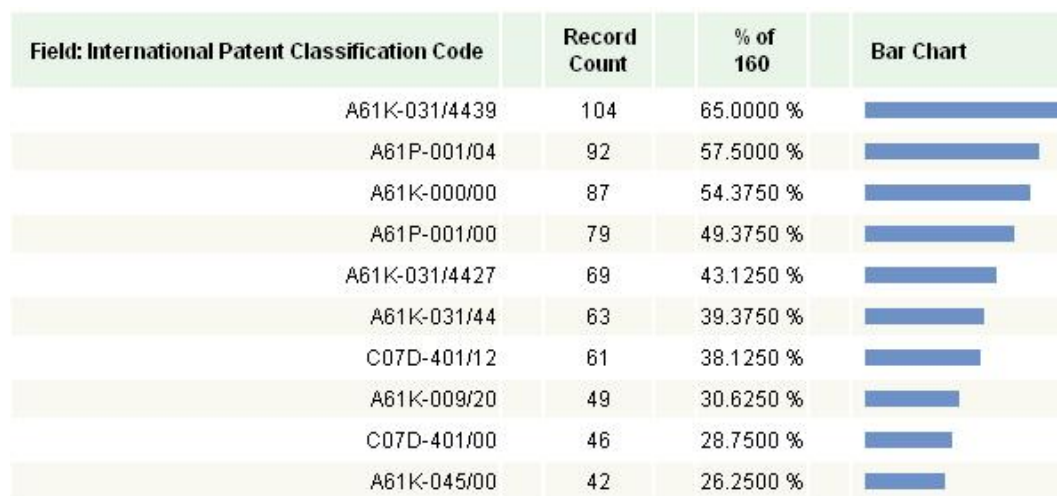 Field: International Patent Classification Code Record Count % of 160 Bar Chart
A61K-031/4439 104 65.0000 %
A61P-001/04 92 57.5000 %
A61K-000/00 87 54.3750 %
A61P-001/00 79 49.3750 %
A61K-031/4427 69 43.1250 %
A61K-031/44 63 39.3750 %
C07D-401/12 61 38.1250 %
A61K-009/20 49 30.6250 %
C07D-401/00 46 28.7500 %
A61K-045/00 42 26.2500 %